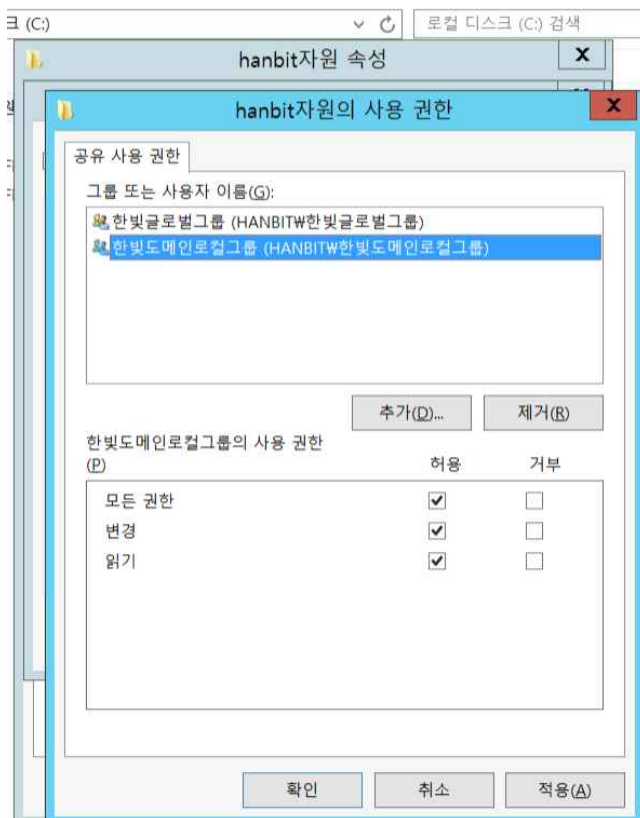 크 (C:)
로컬 디스크 (C:) 검색
hanbit자원 속성
X
hanbit자원의 사용 권한
X
공유 사용 권한
그룹 또는 사용자 이름(G):
한빛글로벌그룹 (HANBIT₩한빛글로벌그룹)
한빛도메인로컬그룹 (HANBIT₩한빛도메인로컬그룹)
추가(D)...
제거(R)
한빛도메인로컬그룹의 사용 권한
(P)
허용
거부
모든 권한
변경
읽기
확인
취소
적용(A)